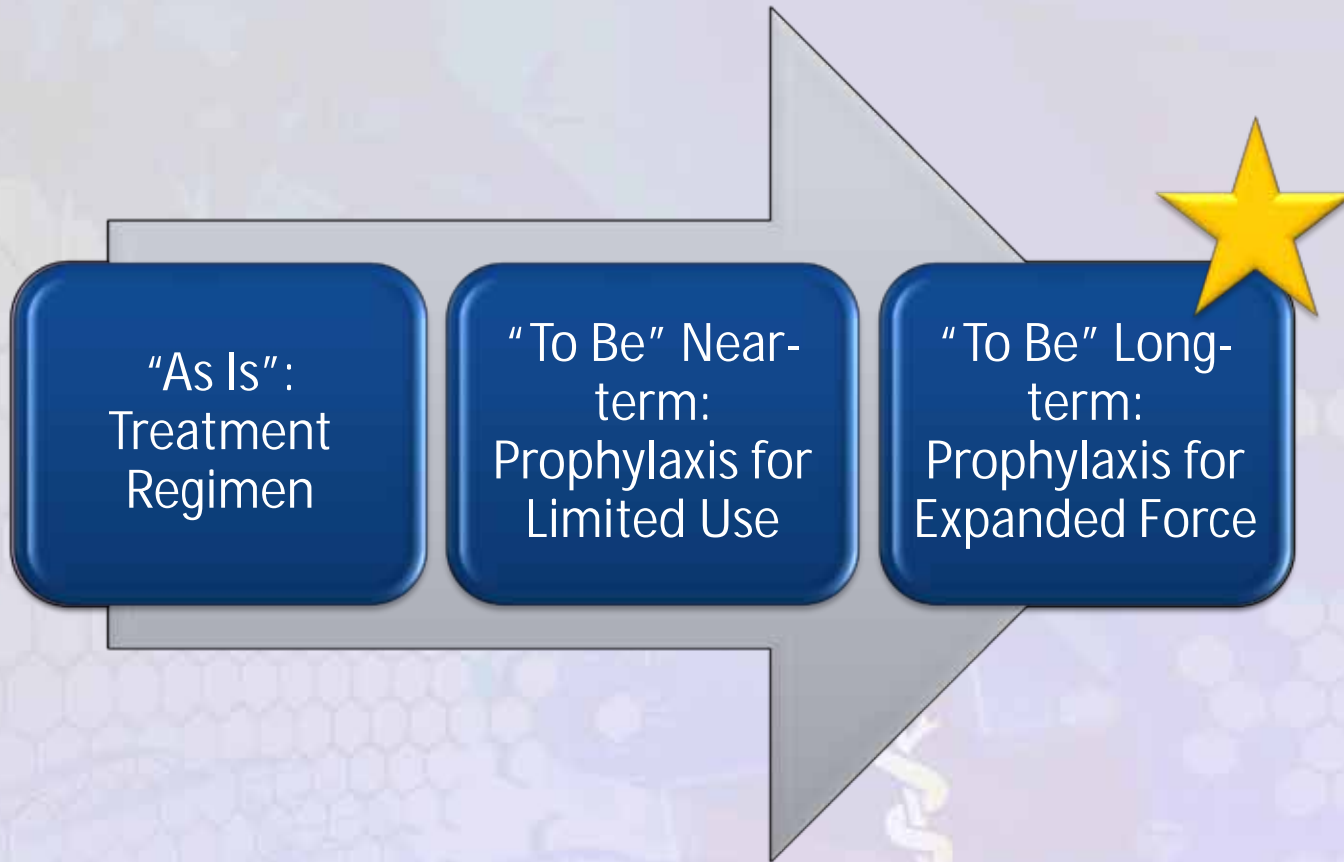 “As Is”:
Treatment
Regimen
“To Be” Near-
term:
Prophylaxis for
Limited Use
“To Be” Long-
term:
Prophylaxis for
Expanded Force